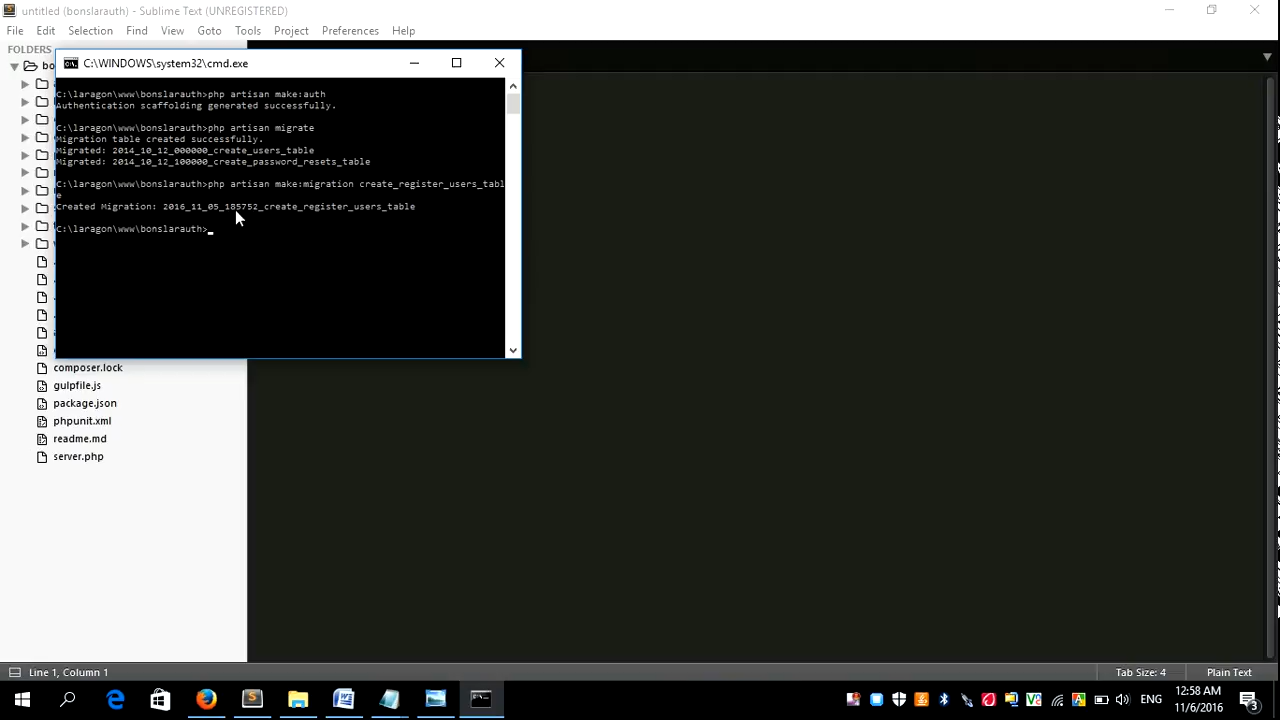 untitled (bonslarauth) - Sublime Text (UNREGISTERED)
File Edit Selection Find View Goto Tools Project Preferences Help
FOLDERS
bo
C:\WINDOWS\system32\cmd.exe
C:\laragon\www\bonslarauth>php artisan make:auth
Authentication scaffolding generated successfully.
C:\laragon\www\bonslarauth>php artisan migrate
Migration table created successfully.
Migrated: 2014_10_12_000000_create_users_table
Migrated: 2014_10_12_100000_create_password_resets_table
C:\laragon\www\bonslarauth>php artisan make:migration create_register_users_tabl
e
Created Migration: 2016_11_05_185752_create_register_users_table
C:\laragon\www\bonslarauth>
composer.lock
gulpfile.js
package.json
phpunit.xml
readme.md
server.php
Line 1, Column 1
Tab Size: 4
Plain Text
ENG
12:58 AM
11/6/2016
3